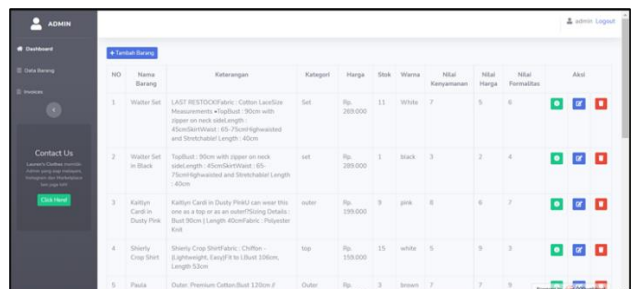 ADMIN
admin Logout
Dashboard
Data Barang
Invoices
Contact Us
Click Here!
+ Tambah Barang
NO Nama Barang Keterangan Kategori Harga Stok Warna Nilai Kenyamanan Nilai Harga Nilai Formalitas Aksi
1 Walter Set LAST RESTOCK!Fabric : Cotton LaceSize Set Rp. 269.000 11 White 7 5 6
Measurements •TopBust : 90cm with
zipper on neck sideLength :
45cmSkirtWaist : 65-75cmHighwaisted
and Stretchable! Length : 40cm
2 Walter Set in Black TopBust : 90cm with zipper on neck set Rp. 289.000 1 black 3 2 4
sideLength : 45cmSkirtWaist : 65-
75cmHighwaisted and Stretchable! Length
: 40cm
3 Kaitlyn Cardi in Dusty Pink Kaitlyn Cardi in Dusty PinkU can wear this outer Rp. 199.000 9 pink 8 6 7
one as a top or as an outer!?Sizing Details :
Bust 90cm | Length 40cmFabric : Polyester
Knit
4 Shierly Crop Shirt Shierly Crop ShirtFabric : Chiffon - top Rp. 159.000 15 white 5 9 3
(Lightweight, Easy)Fit to LBust 106cm,
Length 53cm
5 Paula Outer. Premium Cotton.Bust 120cm // Outer Rp. 3 brown 7 7 9